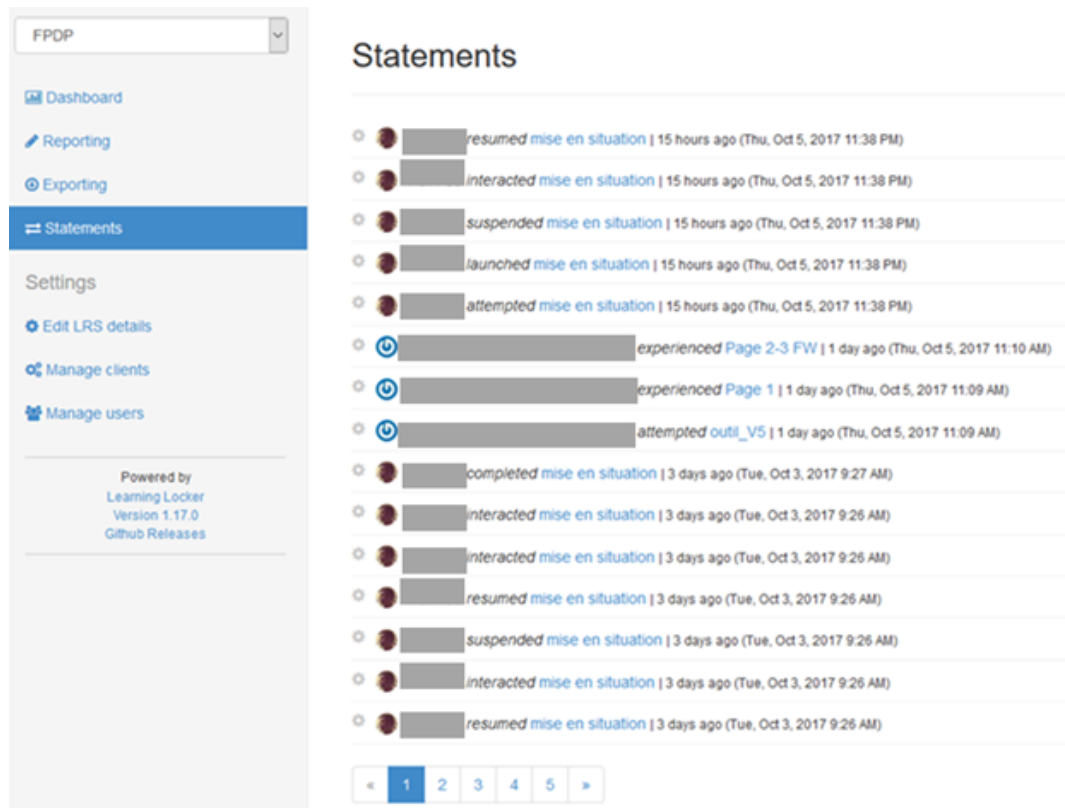 FPDP
Dashboard
Reporting
Exporting
Statements
Settings
Edit LRS details
Manage clients
Manage users
Powered by
Learning Locker
Version 1.17.0
Github Releases
Statements
resumed mise en situation | 15 hours ago (Thu, Oct 5, 2017 11:38 PM)
interacted mise en situation | 15 hours ago (Thu, Oct 5, 2017 11:38 PM)
suspended mise en situation | 15 hours ago (Thu, Oct 5, 2017 11:38 PM)
launched mise en situation | 15 hours ago (Thu, Oct 5, 2017 11:38 PM)
attempted mise en situation | 15 hours ago (Thu, Oct 5, 2017 11:38 PM)
experienced Page 2-3 FW | 1 day ago (Thu, Oct 5, 2017 11:10 AM)
experienced Page 1 | 1 day ago (Thu, Oct 5, 2017 11:09 AM)
attempted outil_V5 | 1 day ago (Thu, Oct 5, 2017 11:09 AM)
completed mise en situation | 3 days ago (Tue, Oct 3, 2017 9:27 AM)
interacted mise en situation | 3 days ago (Tue, Oct 3, 2017 9:26 AM)
interacted mise en situation | 3 days ago (Tue, Oct 3, 2017 9:26 AM)
resumed mise en situation | 3 days ago (Tue, Oct 3, 2017 9:26 AM)
suspended mise en situation | 3 days ago (Tue, Oct 3, 2017 9:26 AM)
interacted mise en situation | 3 days ago (Tue, Oct 3, 2017 9:26 AM)
resumed mise en situation | 3 days ago (Tue, Oct 3, 2017 9:26 AM)
« 1 2 3 4 5 »